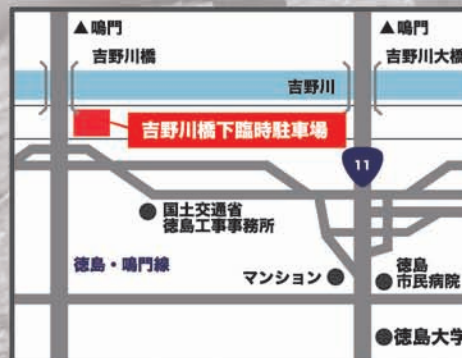 ▲鳴門
▲鳴門
吉野川橋
吉野川大橋
吉野川
吉野川橋下臨時駐車場
11
国土交通省
徳島工事事務所
徳島・鳴門線
マンション
徳島
市民病院
徳島大学